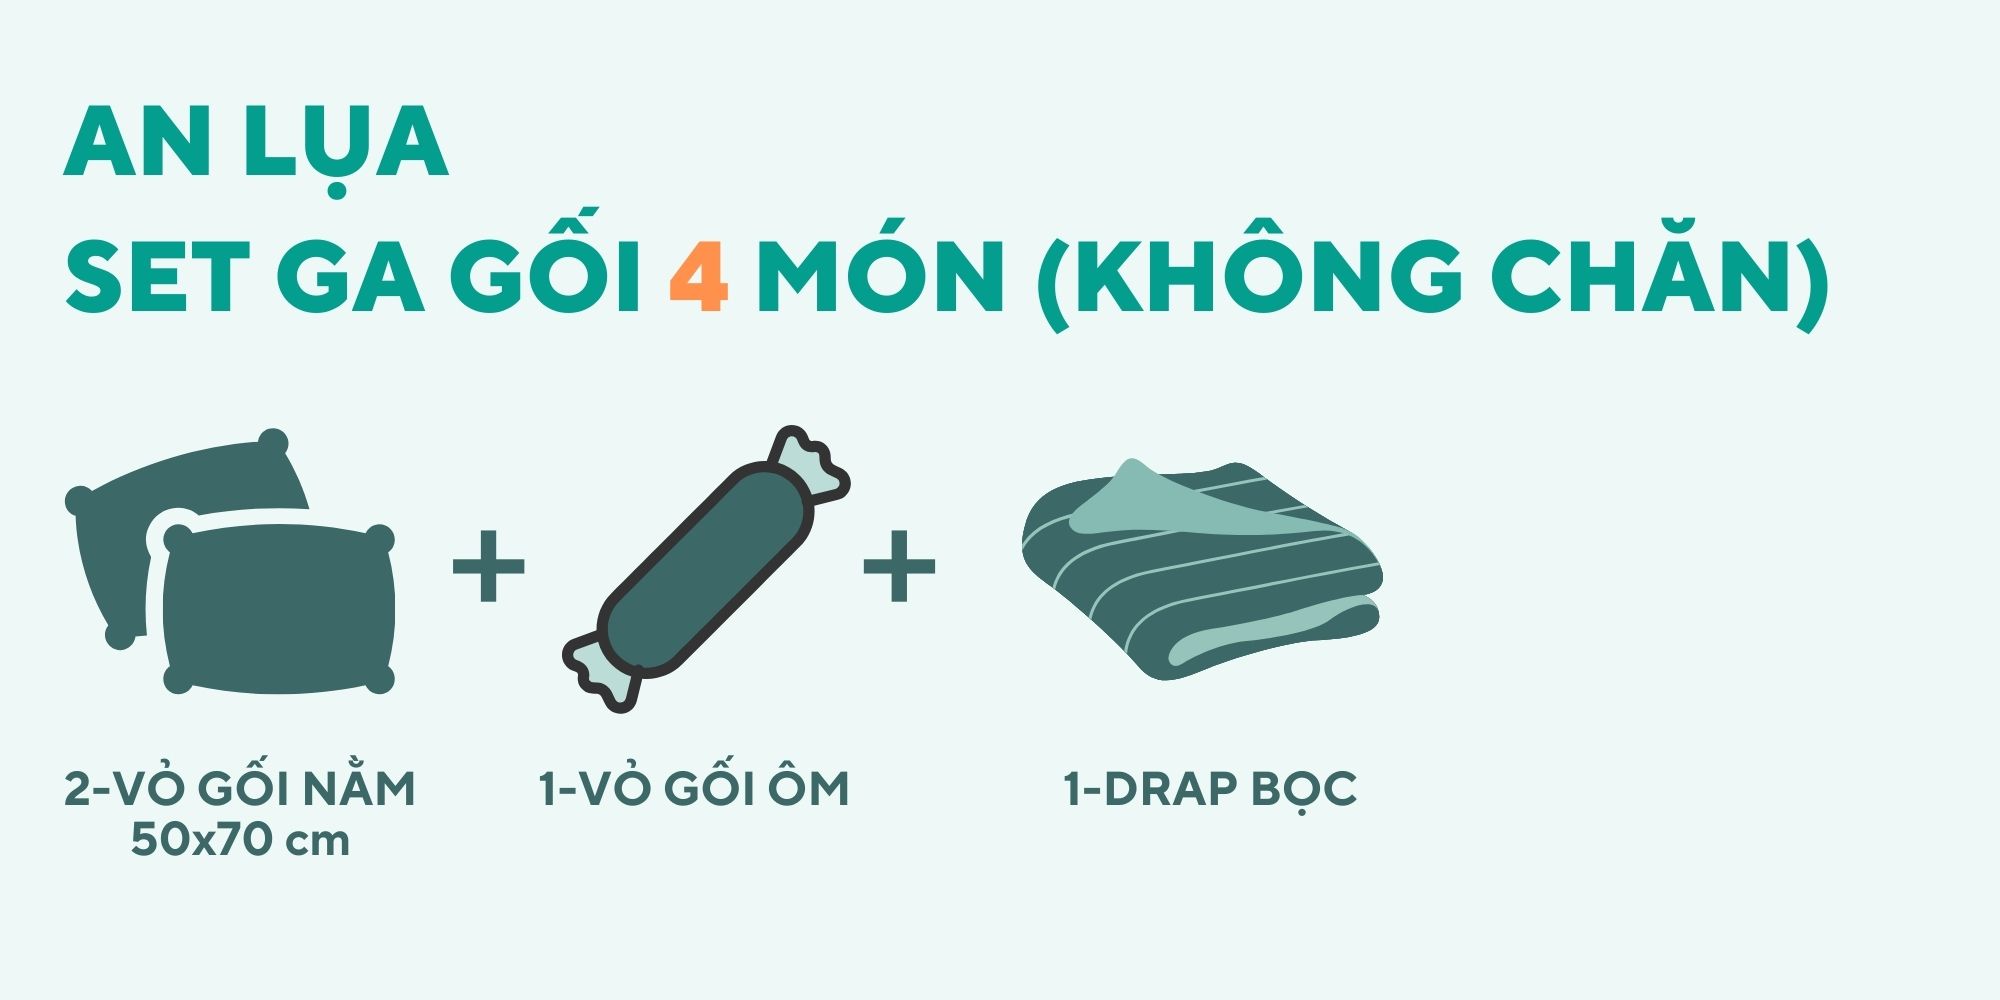 AN LỤA
SET GA GỐI 4 MÓN (KHÔNG CHĂN)
2-VỎ GỐI NẰM
50x70 cm
1-VỎ GỐI ÔM
1-DRAP BỌC